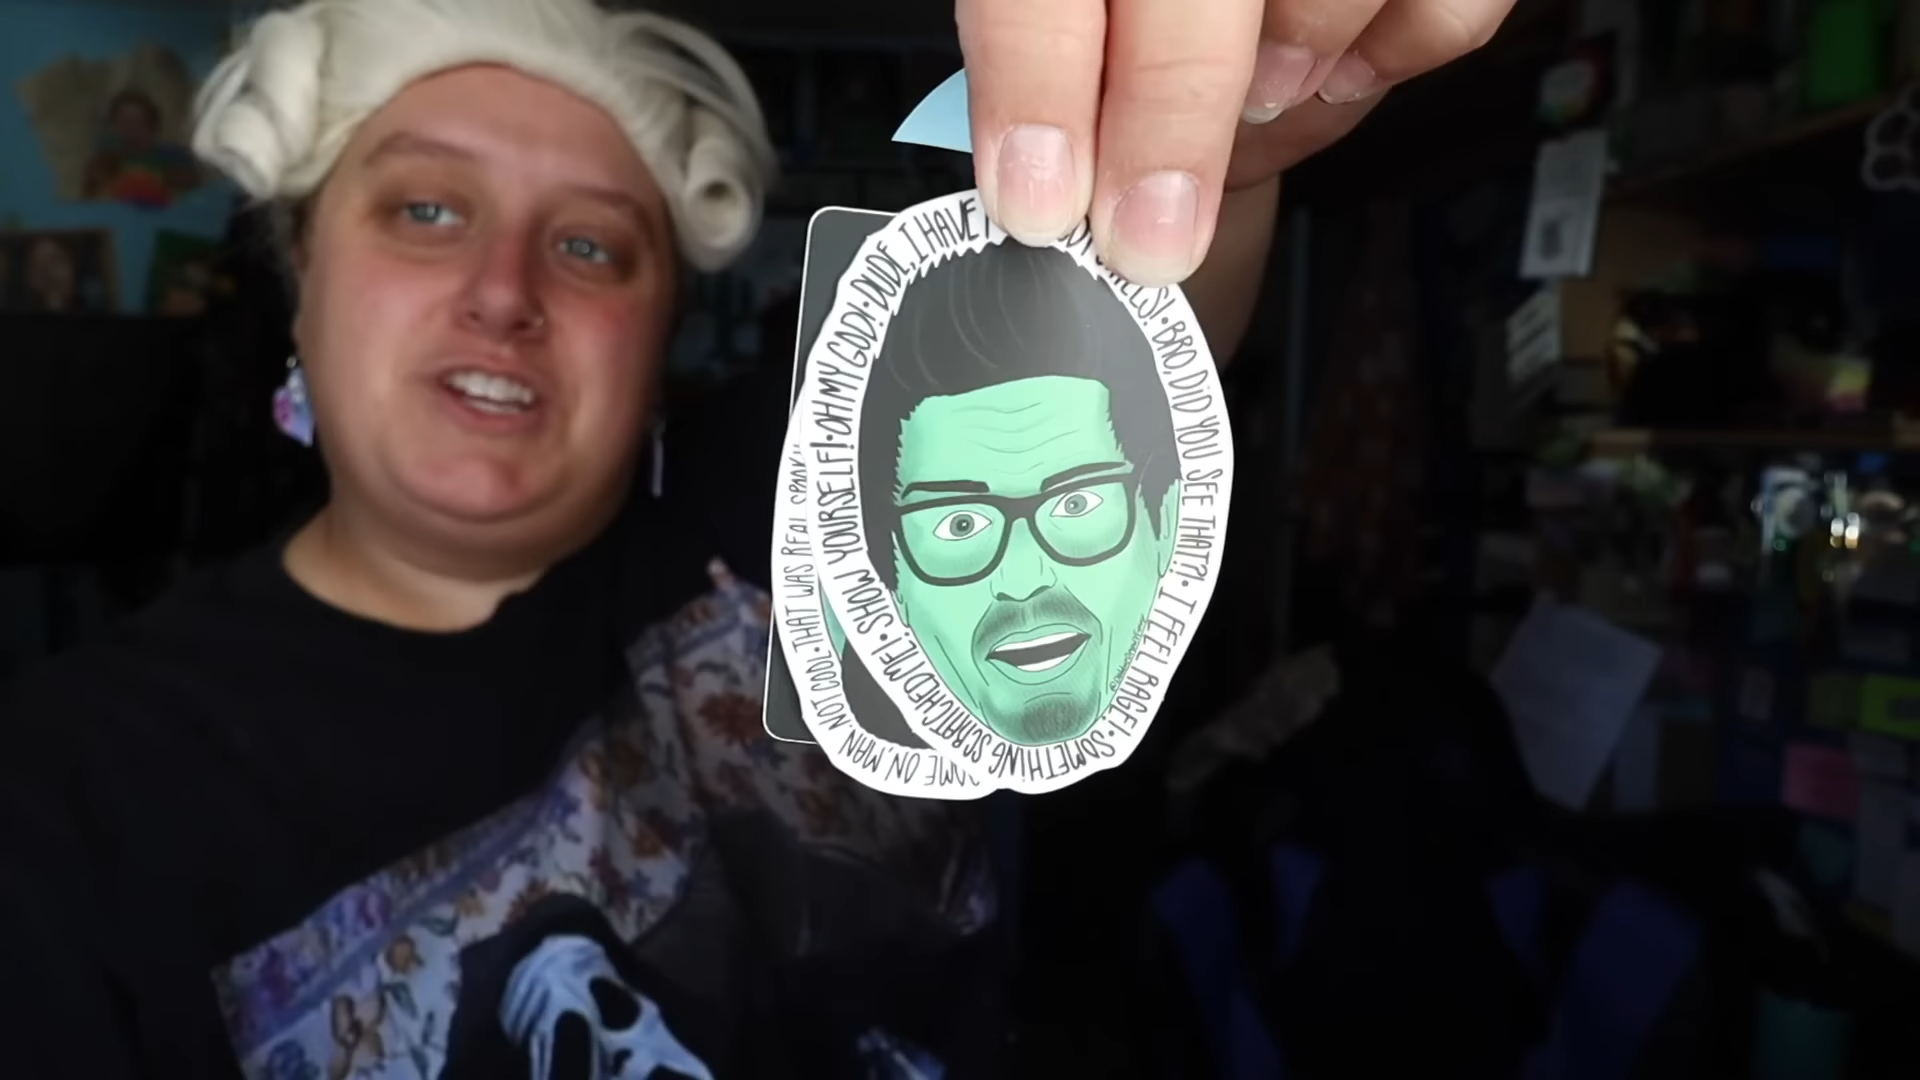 SHOW YOURSELF! • OH MY GOD! • DUDE, I HAVE
• BRO, DID YOU SEE THAT?! • I FEEL RAGE! • SOMETHING SCRATCHED ME! •
OME ON, MAN. NOT COOL • THAT WAS REAL